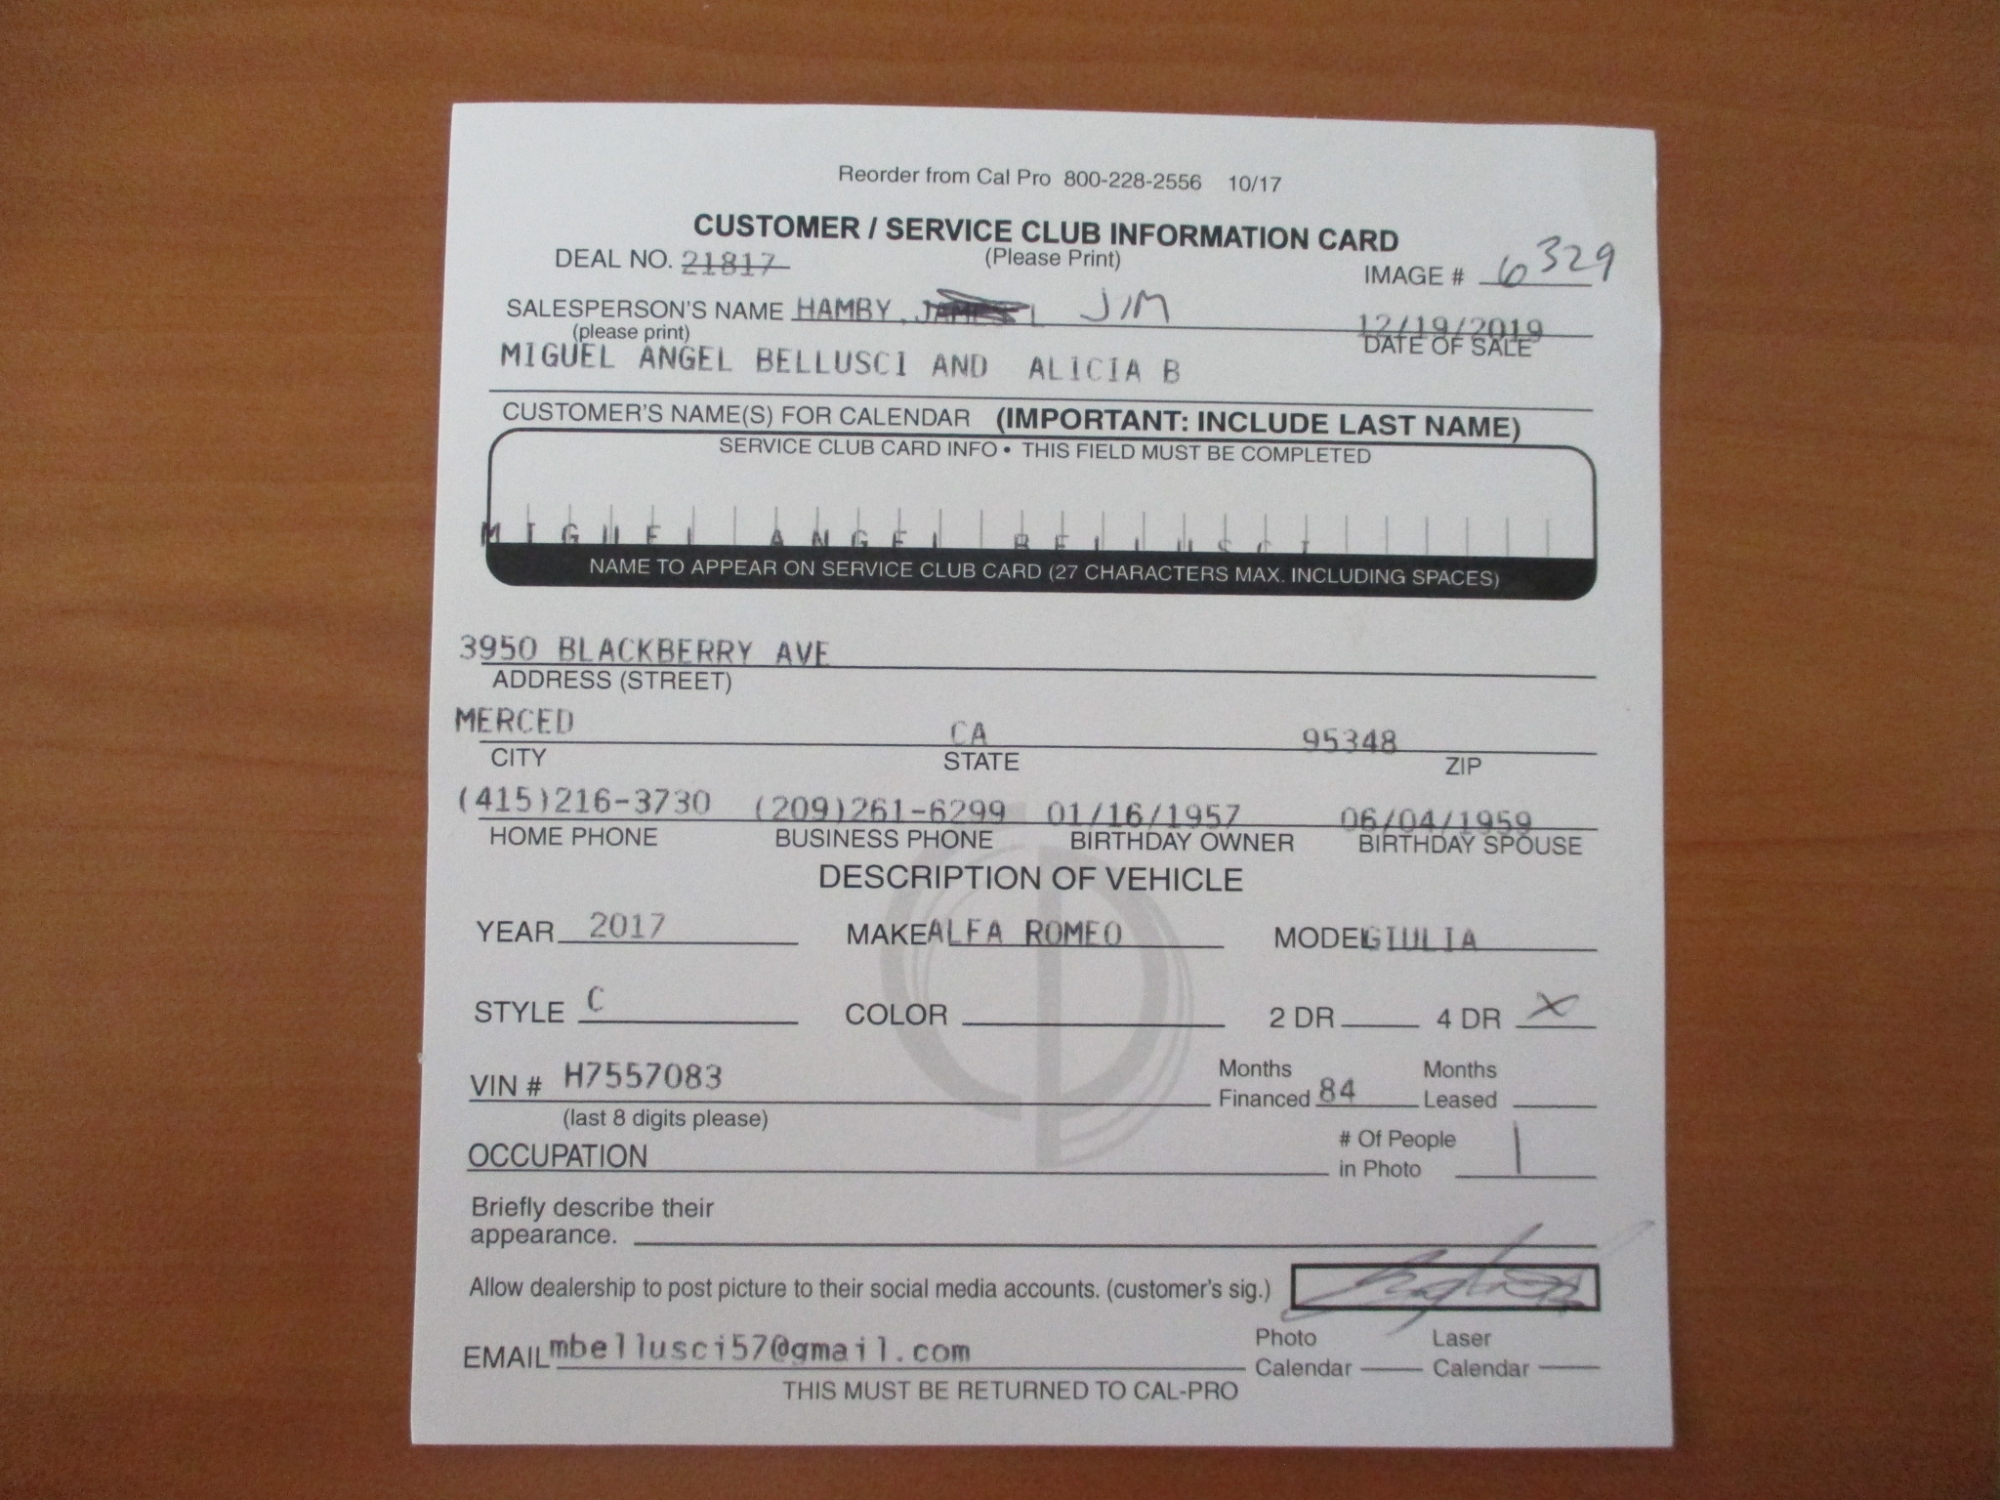 Reorder from Cal Pro 800-228-2556 10/17
CUSTOMER / SERVICE CLUB INFORMATION CARD
DEAL NO. 21817 (Please Print) IMAGE # 6329
SALESPERSON'S NAME HAMBY, JIM 12/19/2019
(please print) DATE OF SALE
MIGUEL ANGEL BELLUSCI AND ALICIA B
CUSTOMER'S NAME(S) FOR CALENDAR (IMPORTANT: INCLUDE LAST NAME)
SERVICE CLUB CARD INFO • THIS FIELD MUST BE COMPLETED
MIGUEL ANGEL BELLUSCI
NAME TO APPEAR ON SERVICE CLUB CARD (27 CHARACTERS MAX. INCLUDING SPACES)
3950 BLACKBERRY AVE
ADDRESS (STREET)
MERCED CA 95348
CITY STATE ZIP
(415)216-3730 (209)261-6299 01/16/1957 06/04/1959
HOME PHONE BUSINESS PHONE BIRTHDAY OWNER BIRTHDAY SPOUSE
DESCRIPTION OF VEHICLE
YEAR 2017 MAKE ALFA ROMEO MODEL GIULIA
STYLE C COLOR 2 DR 4 DR X
VIN # H7557083 Months Financed 84 Months Leased
(last 8 digits please)
OCCUPATION # Of People in Photo 1
Briefly describe their
appearance.
Allow dealership to post picture to their social media accounts. (customer's sig.)
EMAIL mbellusci57@gmail.com Photo Calendar Laser Calendar
THIS MUST BE RETURNED TO CAL-PRO